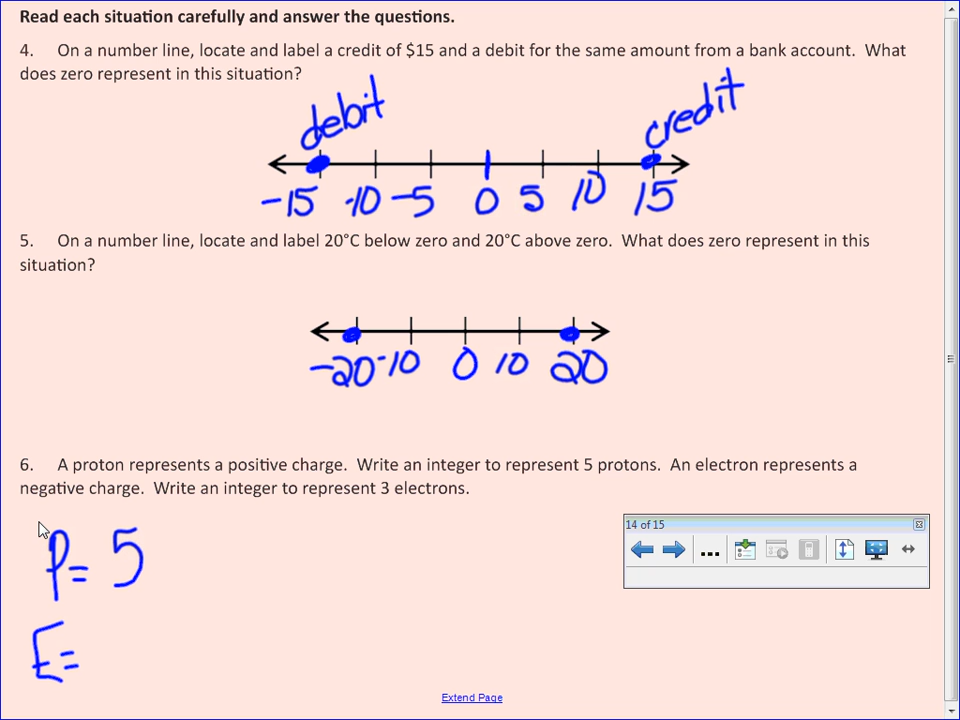 Read each situation carefully and answer the questions.
4. On a number line, locate and label a credit of $15 and a debit for the same amount from a bank account. What
does zero represent in this situation?
debit credit
-15 -10 -5 0 5 10 15
5. On a number line, locate and label 20°C below zero and 20°C above zero. What does zero represent in this
situation?
-20 -10 0 10 20
6. A proton represents a positive charge. Write an integer to represent 5 protons. An electron represents a
negative charge. Write an integer to represent 3 electrons.
14 of 15
P= 5
E=
Extend Page